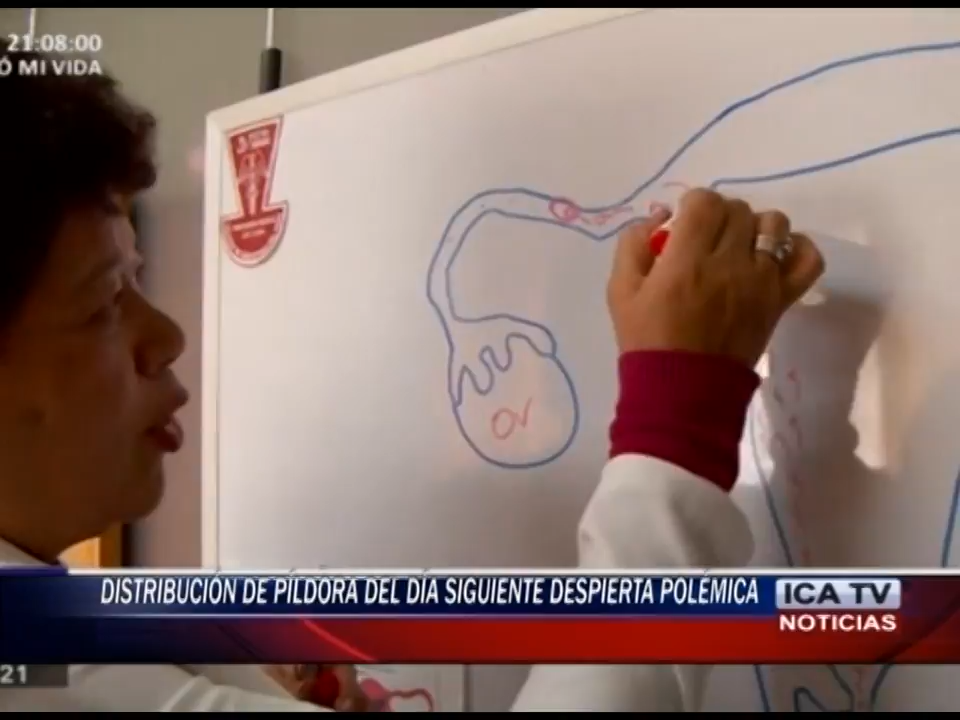 21:08:00
Ó MI VIDA
OV
DISTRIBUCIÓN DE PÍLDORA DEL DÍA SIGUIENTE DESPIERTA POLÉMICA
ICA TV
NOTICIAS
21